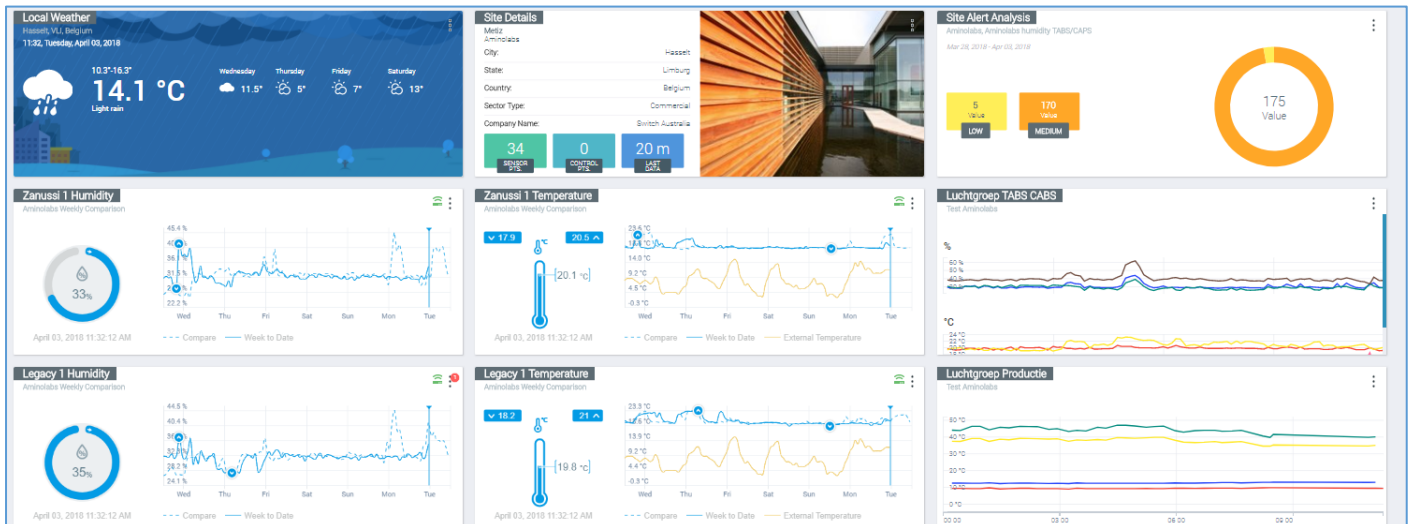 Local Weather
Hasselt, VLI, Belgium
11:32, Tuesday, April 03, 2018
10.3°-16.3°
14.1 °C
Light rain
Wednesday Thursday Friday Saturday
11.5° 5° 7° 13°
Site Details
Metiz
Aminolabs
City: Hasselt
State: Limburg
Country: Belgium
Sector Type: Commercial
Company Name: Switch Australia
34
SENSOR PTS.
0
CONTROL PTS.
20 m
LAST DATA
Site Alert Analysis
Aminolabs, Aminolabs humidity TABS/CAPS
Mar 28, 2018 - Apr 03, 2018
5
Value
LOW
170
Value
MEDIUM
175
Value
Zanussi 1 Humidity
Aminolabs Weekly Comparison
33%
45.4 %
22.2 %
Wed Thu Fri Sat Sun Mon Tue
April 03, 2018 11:32:12 AM
Compare Week to Date
Zanussi 1 Temperature
Aminolabs Weekly Comparison
17.9 20.5
°C
20.1 °C
14.0 °C
9.2 °C
4.5 °C
-0.3 °C
Wed Thu Fri Sat Sun Mon Tue
April 03, 2018 11:32:12 AM
Compare Week to Date External Temperature
Luchtgroep TABS CABS
Test Aminolabs
%
60 %
°C
24 °C
Legacy 1 Humidity
Aminolabs Weekly Comparison
1
35%
44.5 %
40.4 %
28.2 %
24.1 %
Wed Thu Fri Sat Sun Mon Tue
April 03, 2018 11:32:12 AM
Compare Week to Date
Legacy 1 Temperature
Aminolabs Weekly Comparison
18.2 21
°C
19.8 °C
23.3 °C
13.9 °C
9.2 °C
4.4 °C
-0.3 °C
Wed Thu Fri Sat Sun Mon Tue
April 03, 2018 11:32:12 AM
Compare Week to Date External Temperature
Luchtgroep Productie
Test Aminolabs
50 °C
40 °C
30 °C
20 °C
10 °C
0 °C
00:00 03:00 06:00 09:00